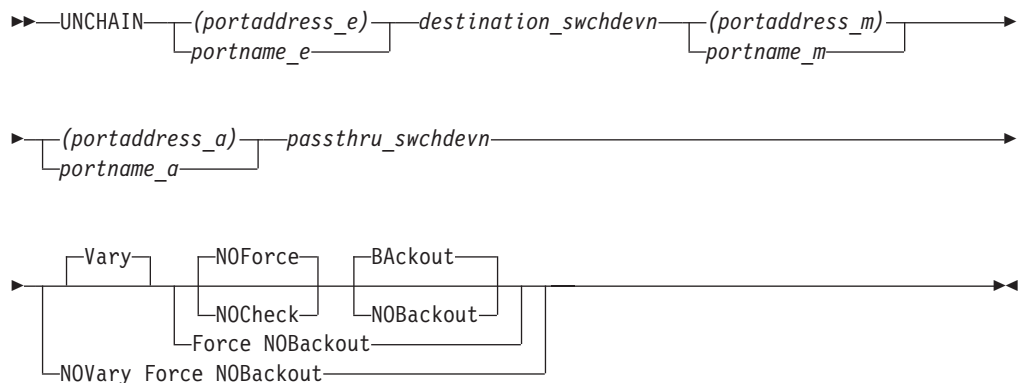 UNCHAIN (portaddress_e) destination_swchdevn (portaddress_m)
portname_e portname_m
(portaddress_a) passthru_swchdevn
portname_a
Vary NOForce BAckout
NOCheck NOBackout
Force NOBackout
NOVary Force NOBackout